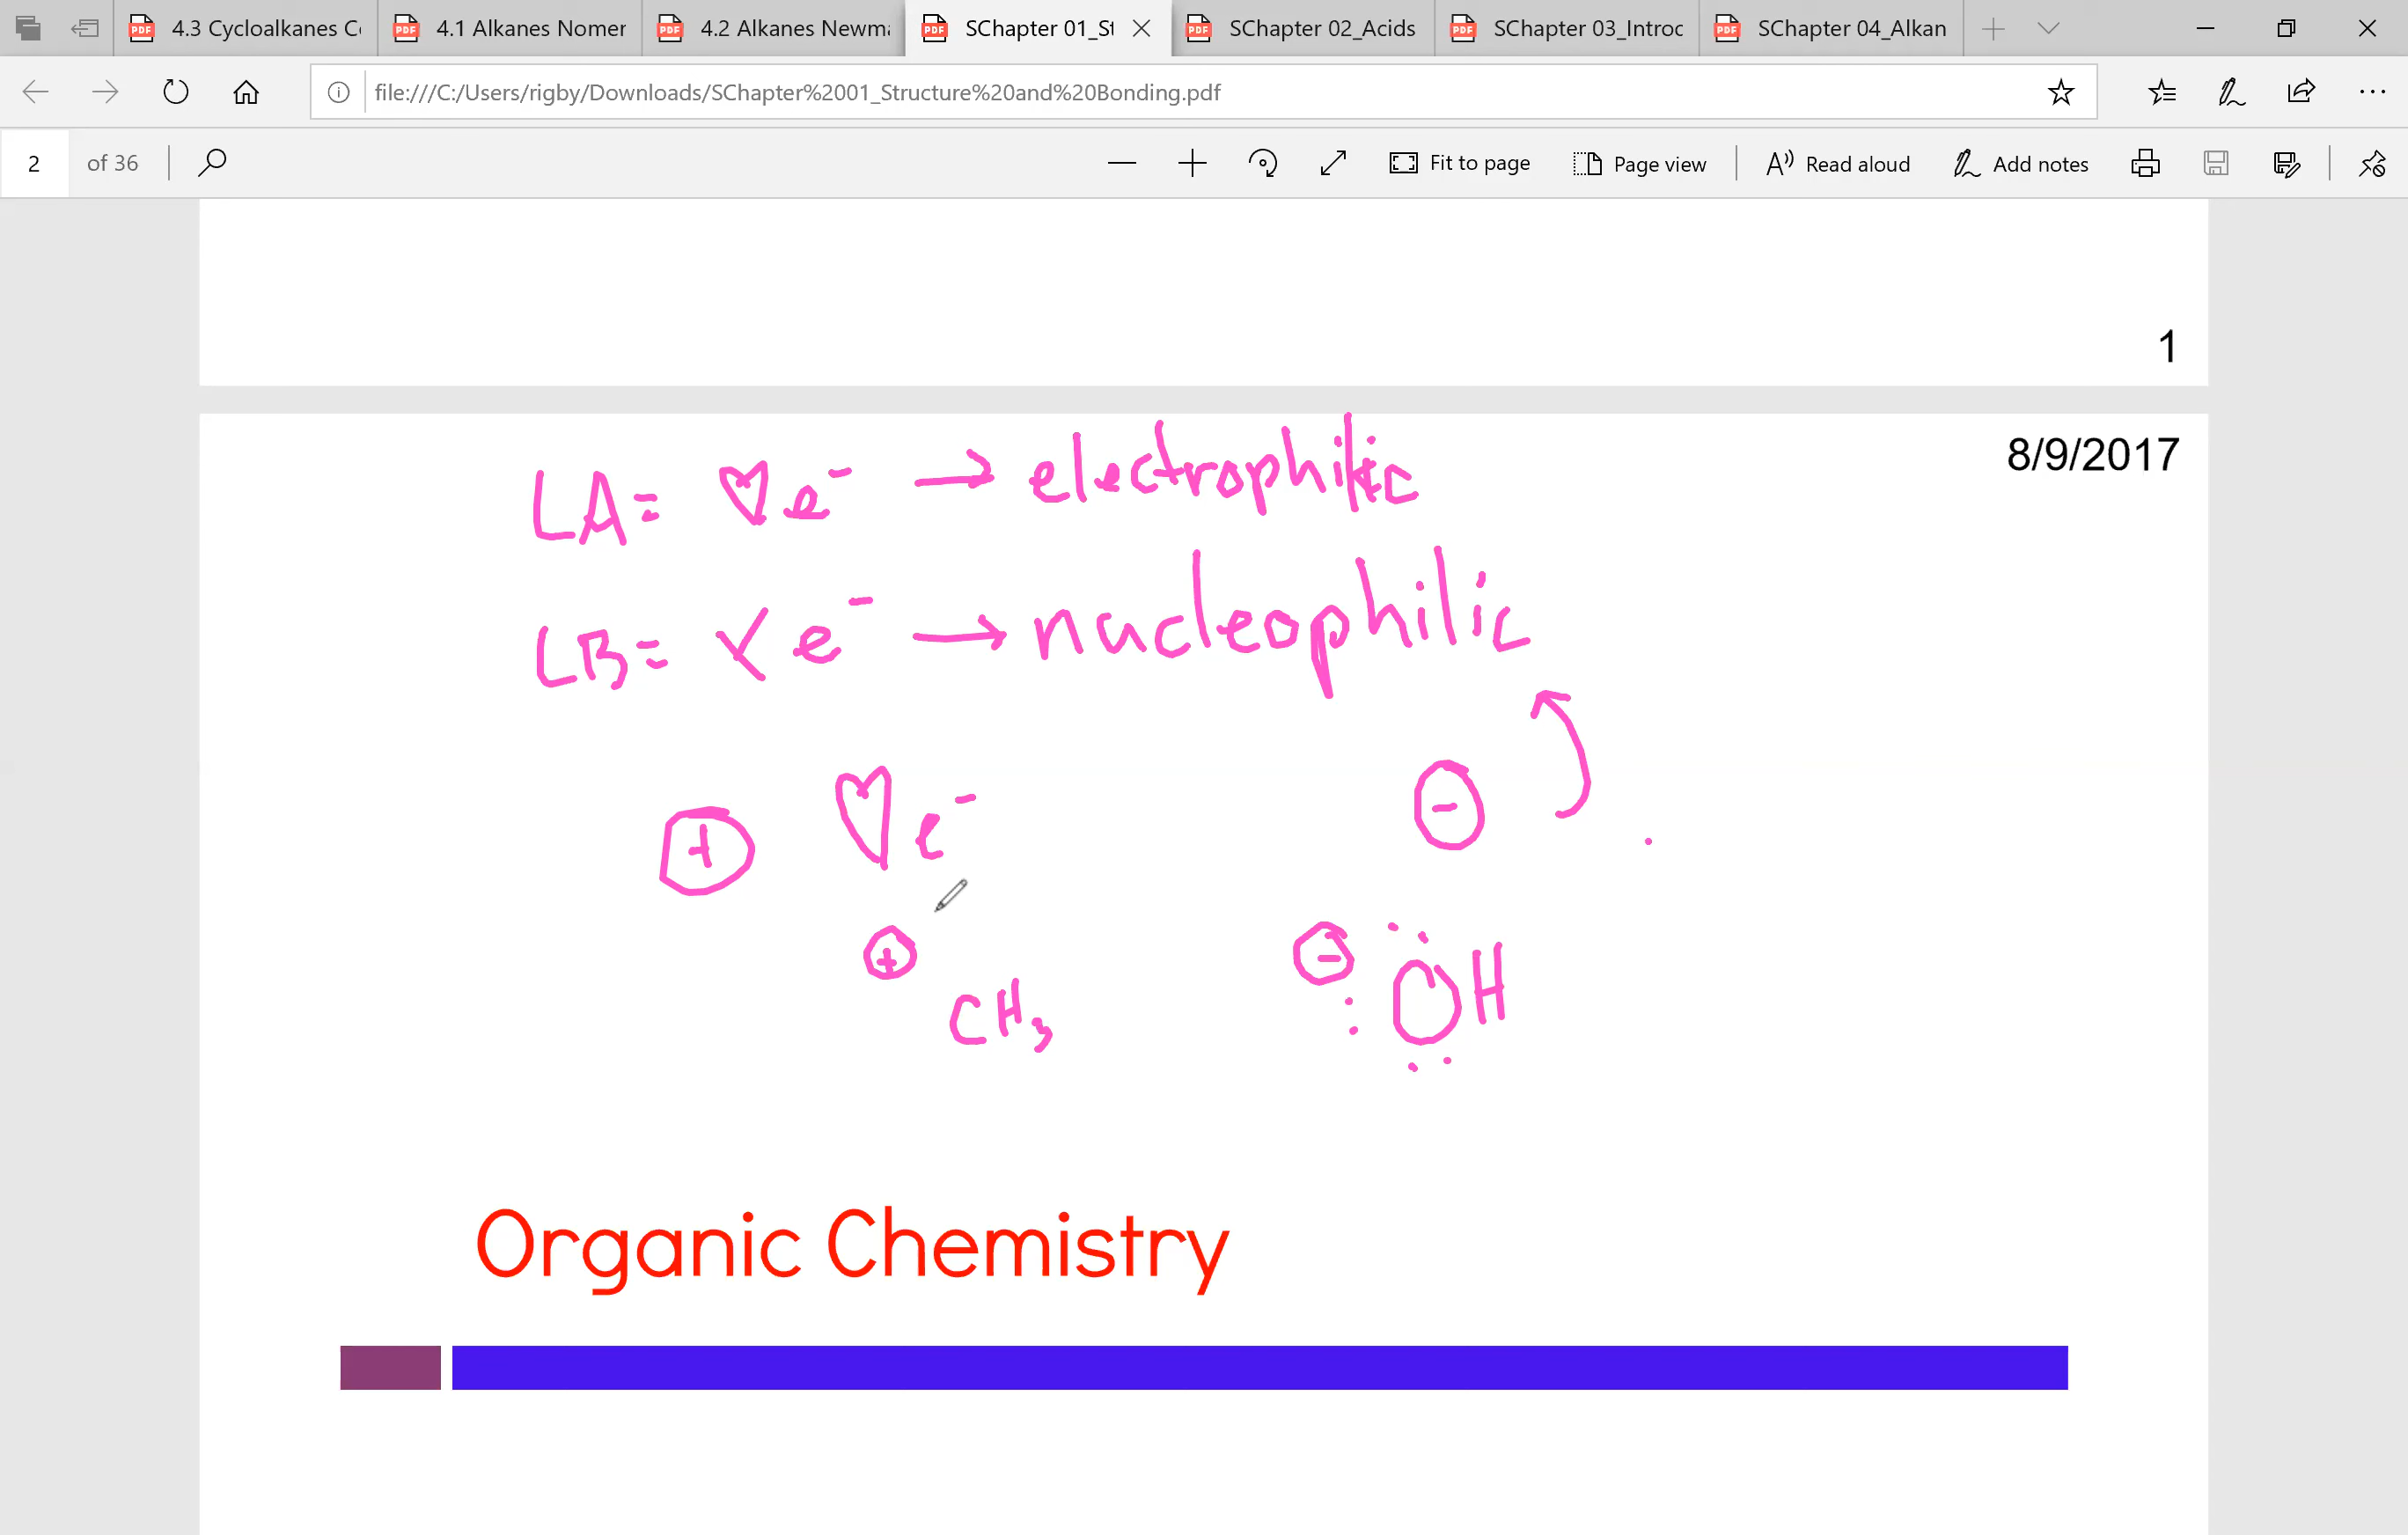 4.3 Cycloalkanes C
4.1 Alkanes Nomer
4.2 Alkanes Newma
SChapter 01_St
SChapter 02_Acids
SChapter 03_Introc
SChapter 04_Alkan
file:///C:/Users/rigby/Downloads/SChapter%2001_Structure%20and%20Bonding.pdf
2 of 36
Fit to page
Page view
Read aloud
Add notes
1
8/9/2017
LA = ♡ e⁻ → electrophilic
LB = X e⁻ → nucleophilic
+ ♡ e⁻ -
+ -
CH₃ :OH
Organic Chemistry